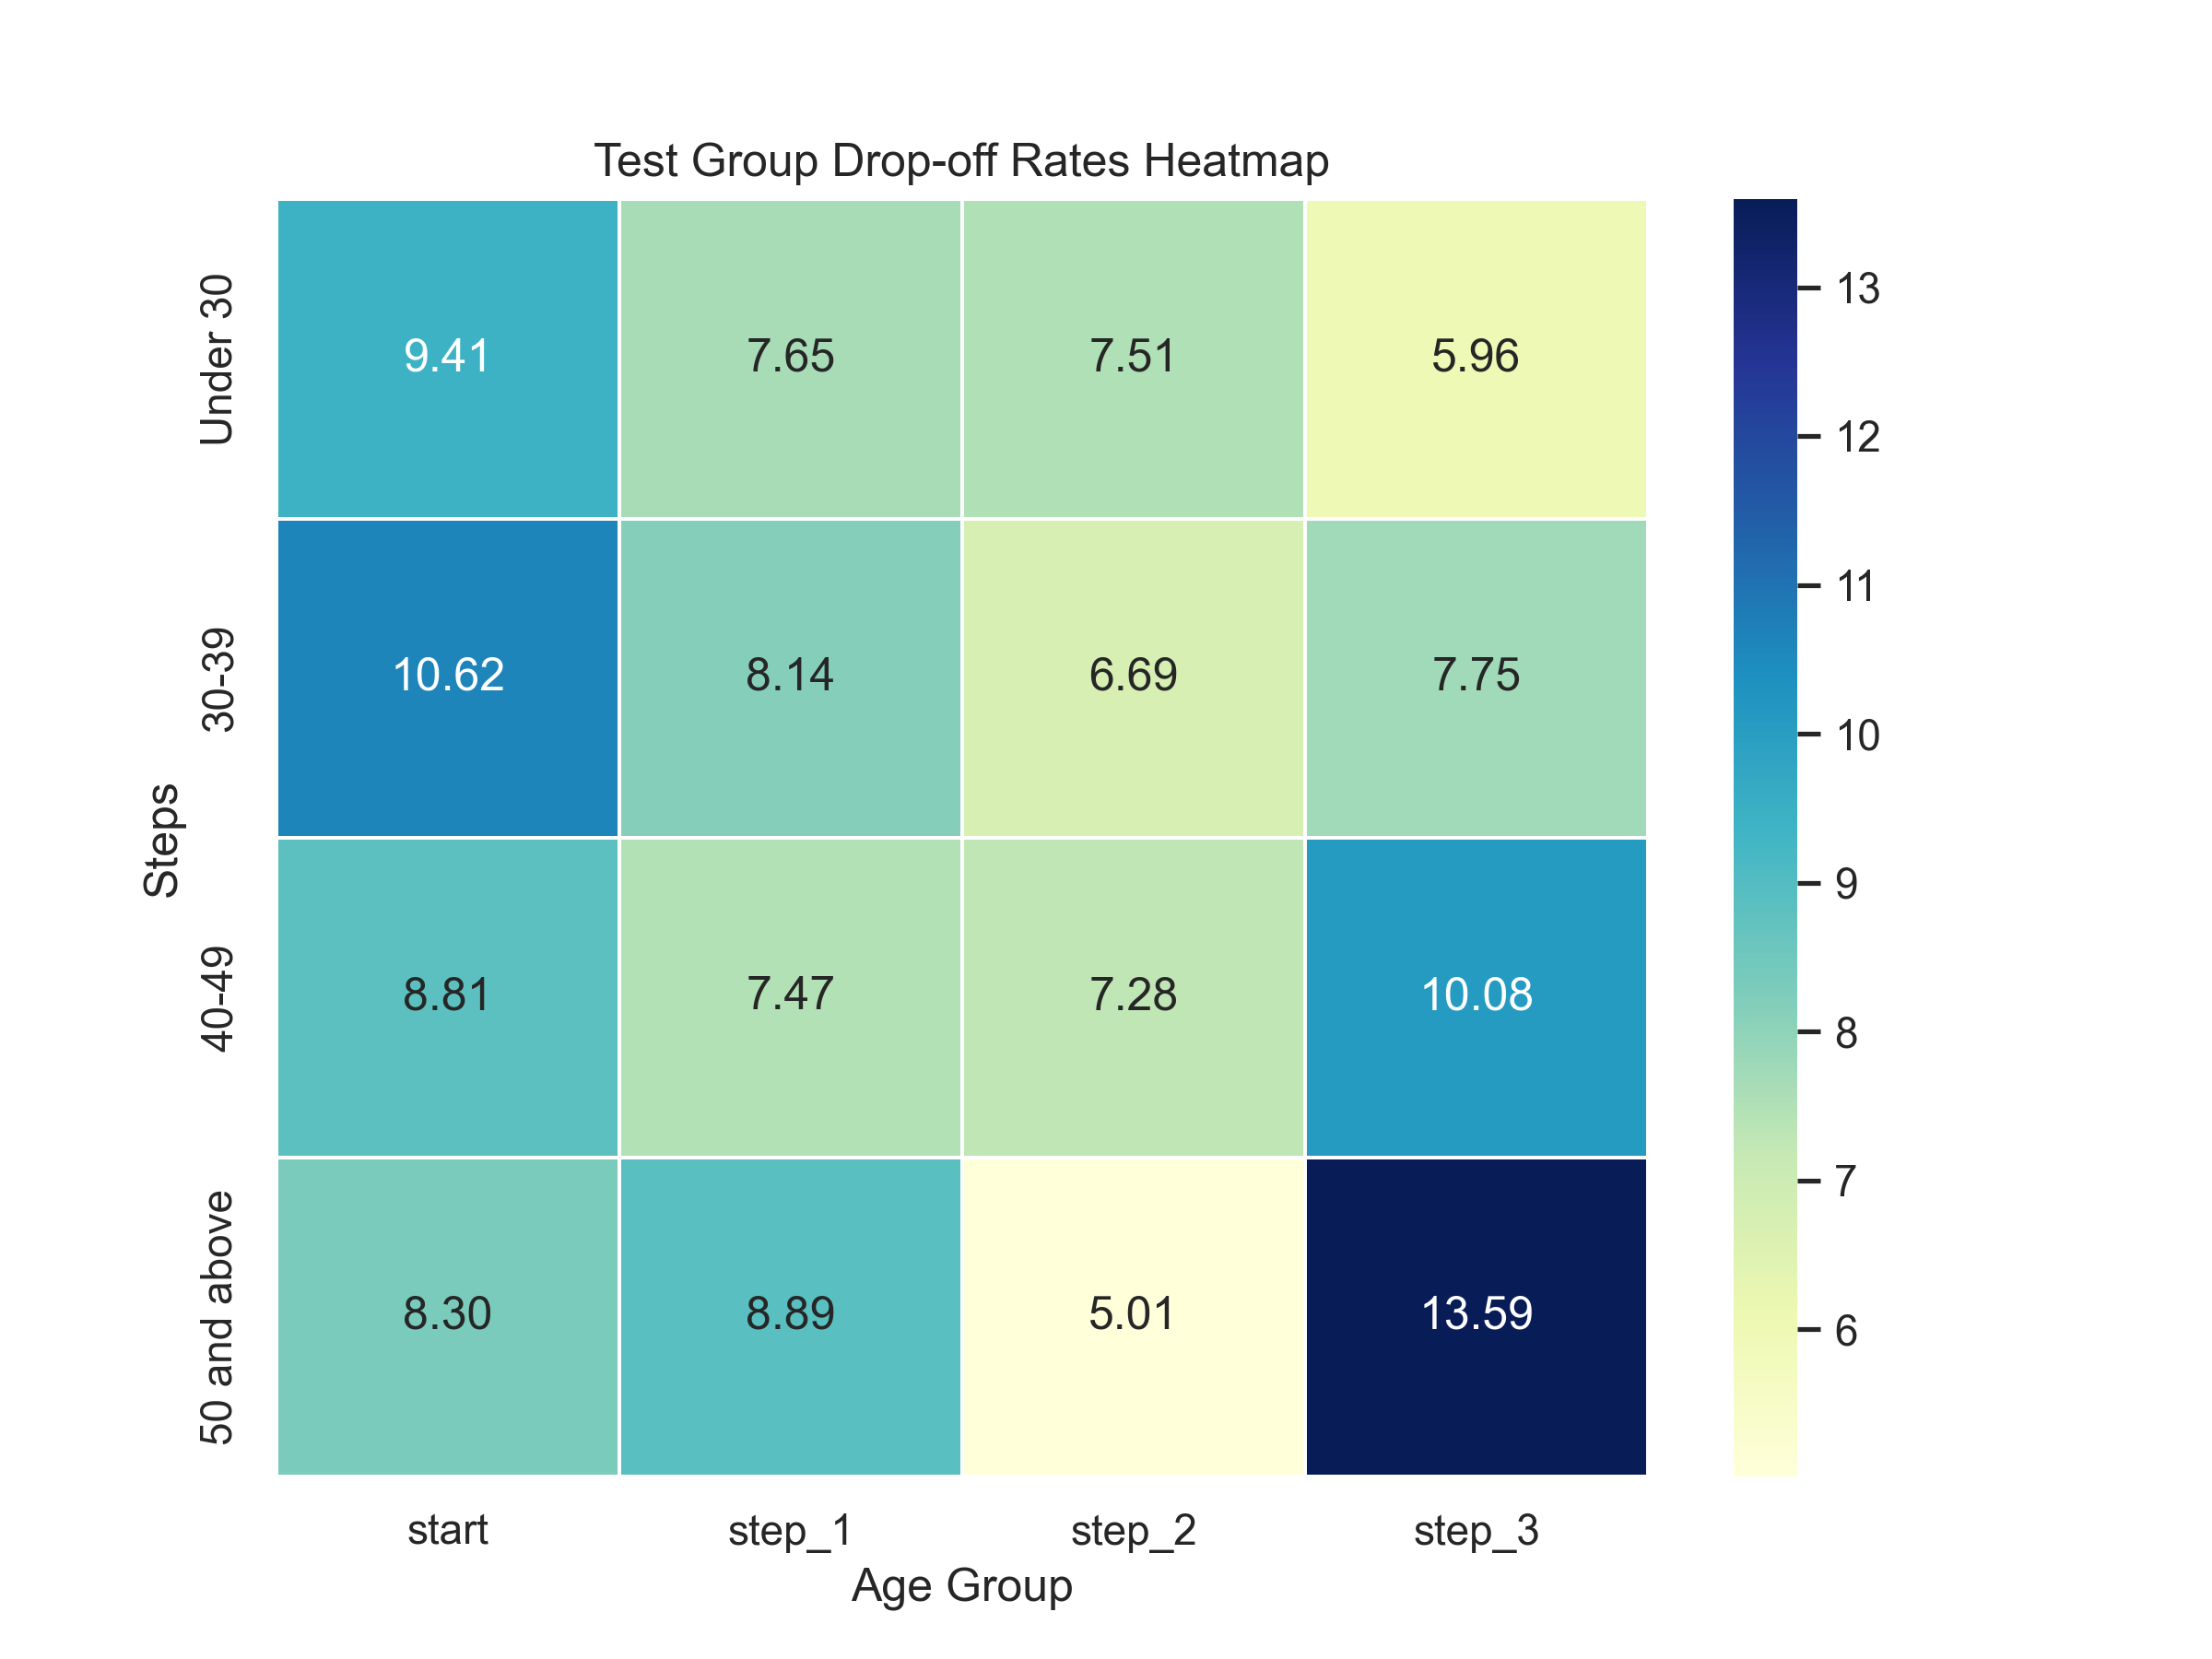 Test Group Drop-off Rates Heatmap
Steps
Under 30
9.41 7.65 7.51 5.96
30-39
10.62 8.14 6.69 7.75
40-49
8.81 7.47 7.28 10.08
50 and above
8.30 8.89 5.01 13.59
start step_1 step_2 step_3
Age Group
13
12
11
10
9
8
7
6